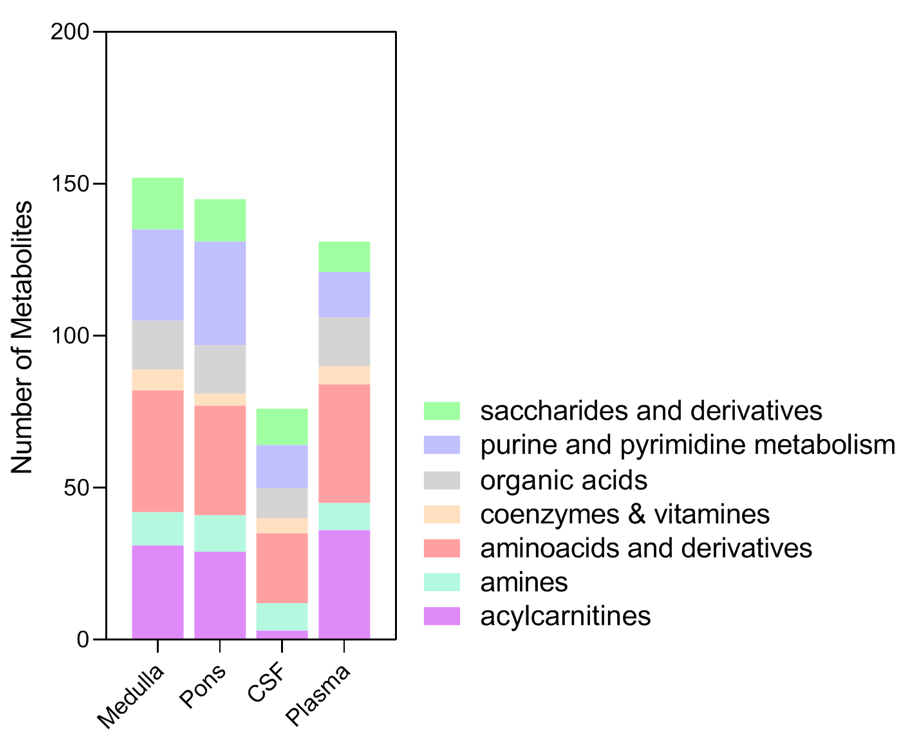 200
150
100
50
0
Number of Metabolites
Medulla
Pons
CSF
Plasma
saccharides and derivatives
purine and pyrimidine metabolism
organic acids
coenzymes & vitamines
aminoacids and derivatives
amines
acylcarnitines